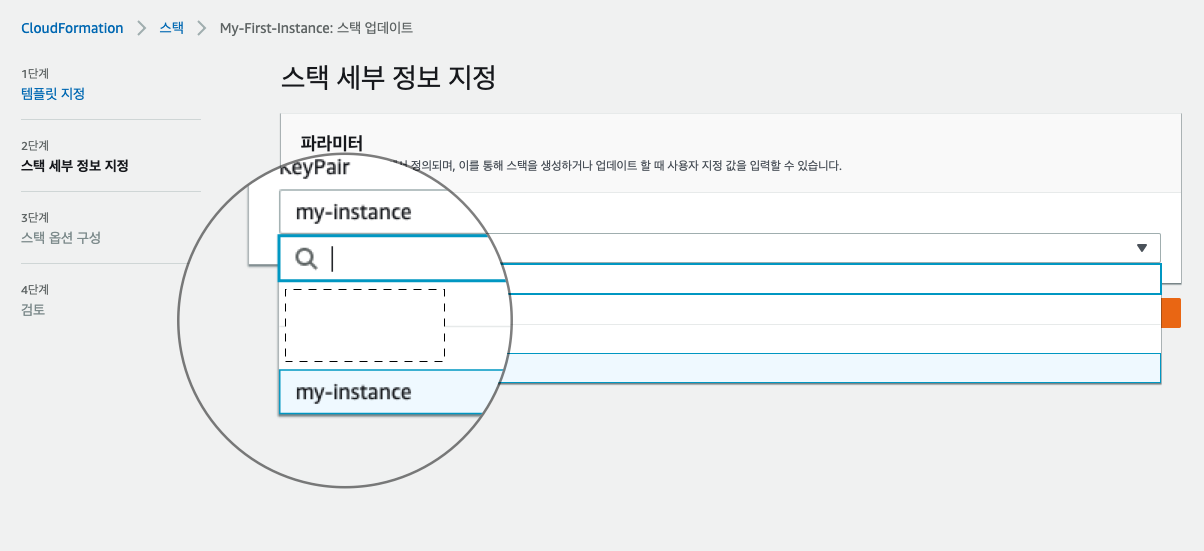 CloudFormation > 스택 > My-First-Instance: 스택 업데이트
1단계
템플릿 지정
2단계
스택 세부 정보 지정
3단계
스택 옵션 구성
4단계
검토
스택 세부 정보 지정
파라미터
정의되며, 이를 통해 스택을 생성하거나 업데이트 할 때 사용자 지정 값을 입력할 수 있습니다.
KeyPair
my-instance
my-instance